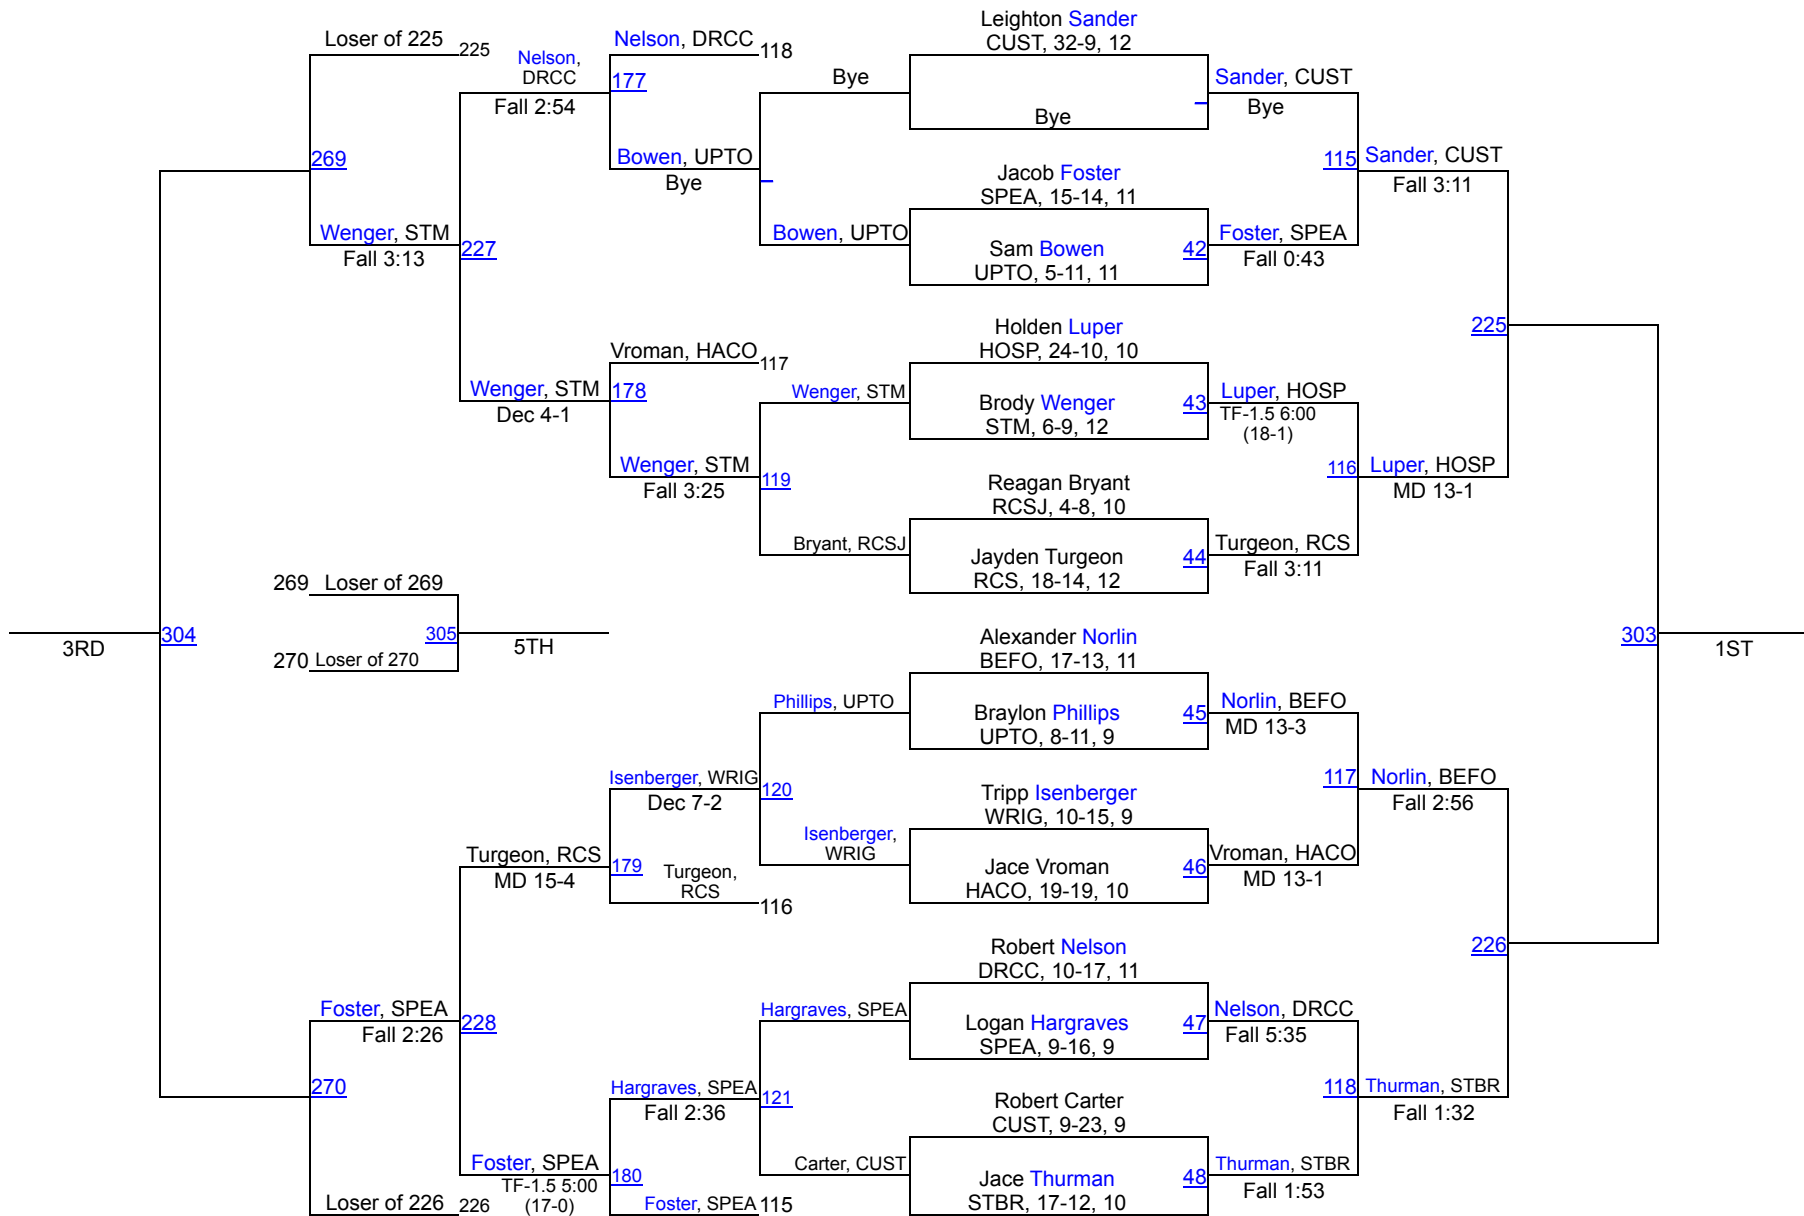 Leighton Sander
CUST, 32-9, 12
Loser of 225
225
Nelson,
DRCC
Fall 2:54
Nelson, DRCC
118
177
Bye
Bye
Sander, CUST
Bye
269
Bowen, UPTO
Bye
Jacob Foster
SPEA, 15-14, 11
115
Sander, CUST
Fall 3:11
Wenger, STM
Fall 3:13
227
Bowen, UPTO
Sam Bowen
UPTO, 5-11, 11
42
Foster, SPEA
Fall 0:43
Holden Luper
HOSP, 24-10, 10
225
Vroman, HACO
117
Wenger, STM
Dec 4-1
178
Wenger, STM
Brody Wenger
STM, 6-9, 12
43
Luper, HOSP
TF-1.5 6:00
(18-1)
Wenger, STM
Fall 3:25
119
Reagan Bryant
RCSJ, 4-8, 10
116
Luper, HOSP
MD 13-1
Bryant, RCSJ
Jayden Turgeon
RCS, 18-14, 12
44
Turgeon, RCS
Fall 3:11
269
Loser of 269
3RD
304
305
5TH
270
Loser of 270
Alexander Norlin
BEFO, 17-13, 11
303
1ST
Phillips, UPTO
Braylon Phillips
UPTO, 8-11, 9
45
Norlin, BEFO
MD 13-3
Isenberger, WRIG
Dec 7-2
120
Tripp Isenberger
WRIG, 10-15, 9
117
Norlin, BEFO
Fall 2:56
Isenberger,
WRIG
Turgeon, RCS
MD 15-4
179
Turgeon,
RCS
116
Jace Vroman
HACO, 19-19, 10
46
Vroman, HACO
MD 13-1
Robert Nelson
DRCC, 10-17, 11
226
Foster, SPEA
Fall 2:26
228
Hargraves, SPEA
Logan Hargraves
SPEA, 9-16, 9
47
Nelson, DRCC
Fall 5:35
270
Hargraves, SPEA
Fall 2:36
121
Robert Carter
CUST, 9-23, 9
118
Thurman, STBR
Fall 1:32
Foster, SPEA
TF-1.5 5:00
(17-0)
180
Carter, CUST
Jace Thurman
STBR, 17-12, 10
48
Thurman, STBR
Fall 1:53
Loser of 226
226
Foster, SPEA
115